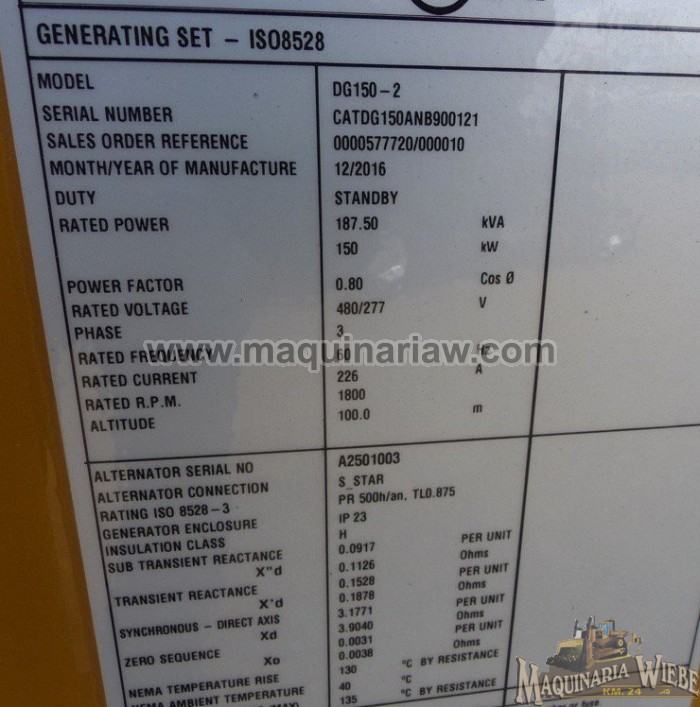 GENERATING SET - ISO8528
MODEL DG150-2
SERIAL NUMBER CATDG150ANB900121
SALES ORDER REFERENCE 0000577720/000010
MONTH/YEAR OF MANUFACTURE 12/2016
DUTY STANDBY
RATED POWER 187.50 kVA
150 kW
POWER FACTOR 0.80 Cos Ø
RATED VOLTAGE 480/277 V
PHASE 3
RATED FREQUENCY 60 Hz
www.maquinariaw.com
RATED CURRENT 226 A
RATED R.P.M. 1800
ALTITUDE 100.0 m
ALTERNATOR SERIAL NO A2501003
ALTERNATOR CONNECTION S_STAR
RATING ISO 8528-3 PR 500h/an, TL0.875
GENERATOR ENCLOSURE IP 23
INSULATION CLASS H
SUB TRANSIENT REACTANCE 0.0917 PER UNIT
X"d 0.1126 Ohms
TRANSIENT REACTANCE 0.1528 PER UNIT
X'd 0.1878 Ohms
SYNCHRONOUS - DIRECT AXIS 3.1771 PER UNIT
Xd 3.9040 Ohms
ZERO SEQUENCE 0.0031 PER UNIT
Xo 0.0038 Ohms
NEMA TEMPERATURE RISE 130 °C BY RESISTANCE
NEMA AMBIENT TEMPERATURE 40 °C
135 °C BY RESISTANCE
MAQUINARIA WIEBE
KM. 24
or fuse